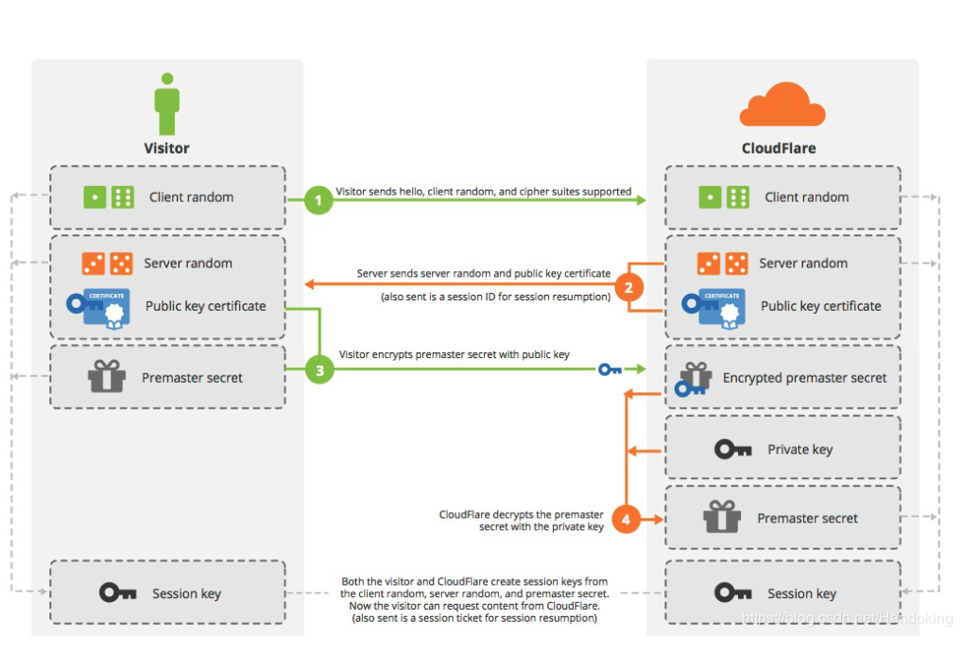 Visitor
CloudFlare
Client random
1
Visitor sends hello, client random, and cipher suites supported
Client random
Server random
Server sends server random and public key certificate
Server random
2
(also sent is a session ID for session resumption)
CERTIFICATE
Public key certificate
CERTIFICATE
Public key certificate
Visitor encrypts premaster secret with public key
3
Premaster secret
Encrypted premaster secret
Private key
CloudFlare decrypts the premaster
secret with the private key
4
Premaster secret
Session key
Both the visitor and CloudFlare create session keys from
the client random, server random, and premaster secret.
Now the visitor can request content from CloudFlare.
(also sent is a session ticket for session resumption)
Session key
https://blog.csdn.net/Handoking